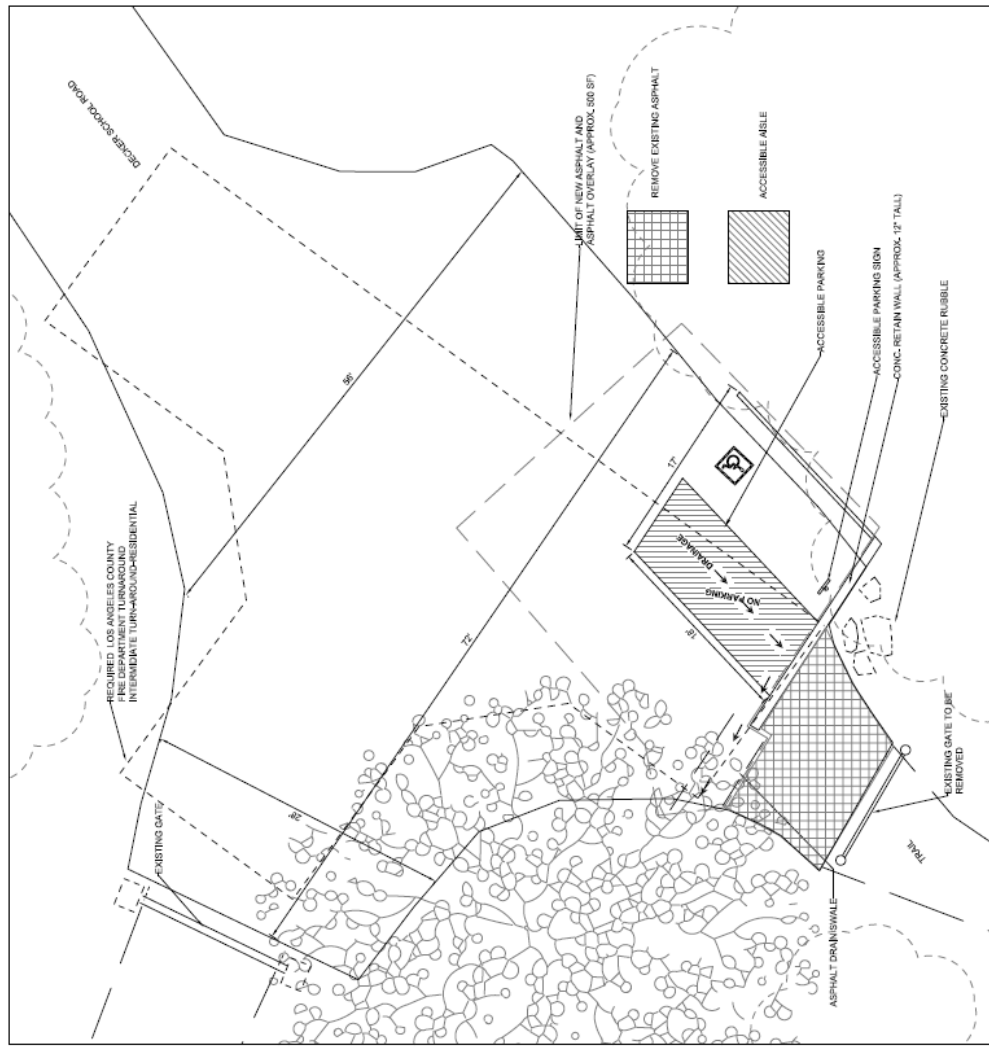 DECKER SCHOOL ROAD
LIMIT OF NEW ASPHALT AND
ASPHALT OVERLAY (APPROX. 500 SF)
REMOVE EXISTING ASPHALT
ACCESSIBLE AISLE
56'
REQUIRED LOS ANGELES COUNTY
FIRE DEPARTMENT TURNAROUND
INTERMIDIATE TURN-AROUND-RESIDENTIAL
ACCESSIBLE PARKING
ACCESSIBLE PARKING SIGN
CONC. RETAIN WALL (APPROX. 12" TALL)
EXISTING CONCRETE RUBBLE
17'
DRAINAGE
NO PARKING
18'
72'
28'
EXISTING GATE
EXISTING GATE TO BE
REMOVED
TRAIL
ASPHALT DRAIN/SWALE